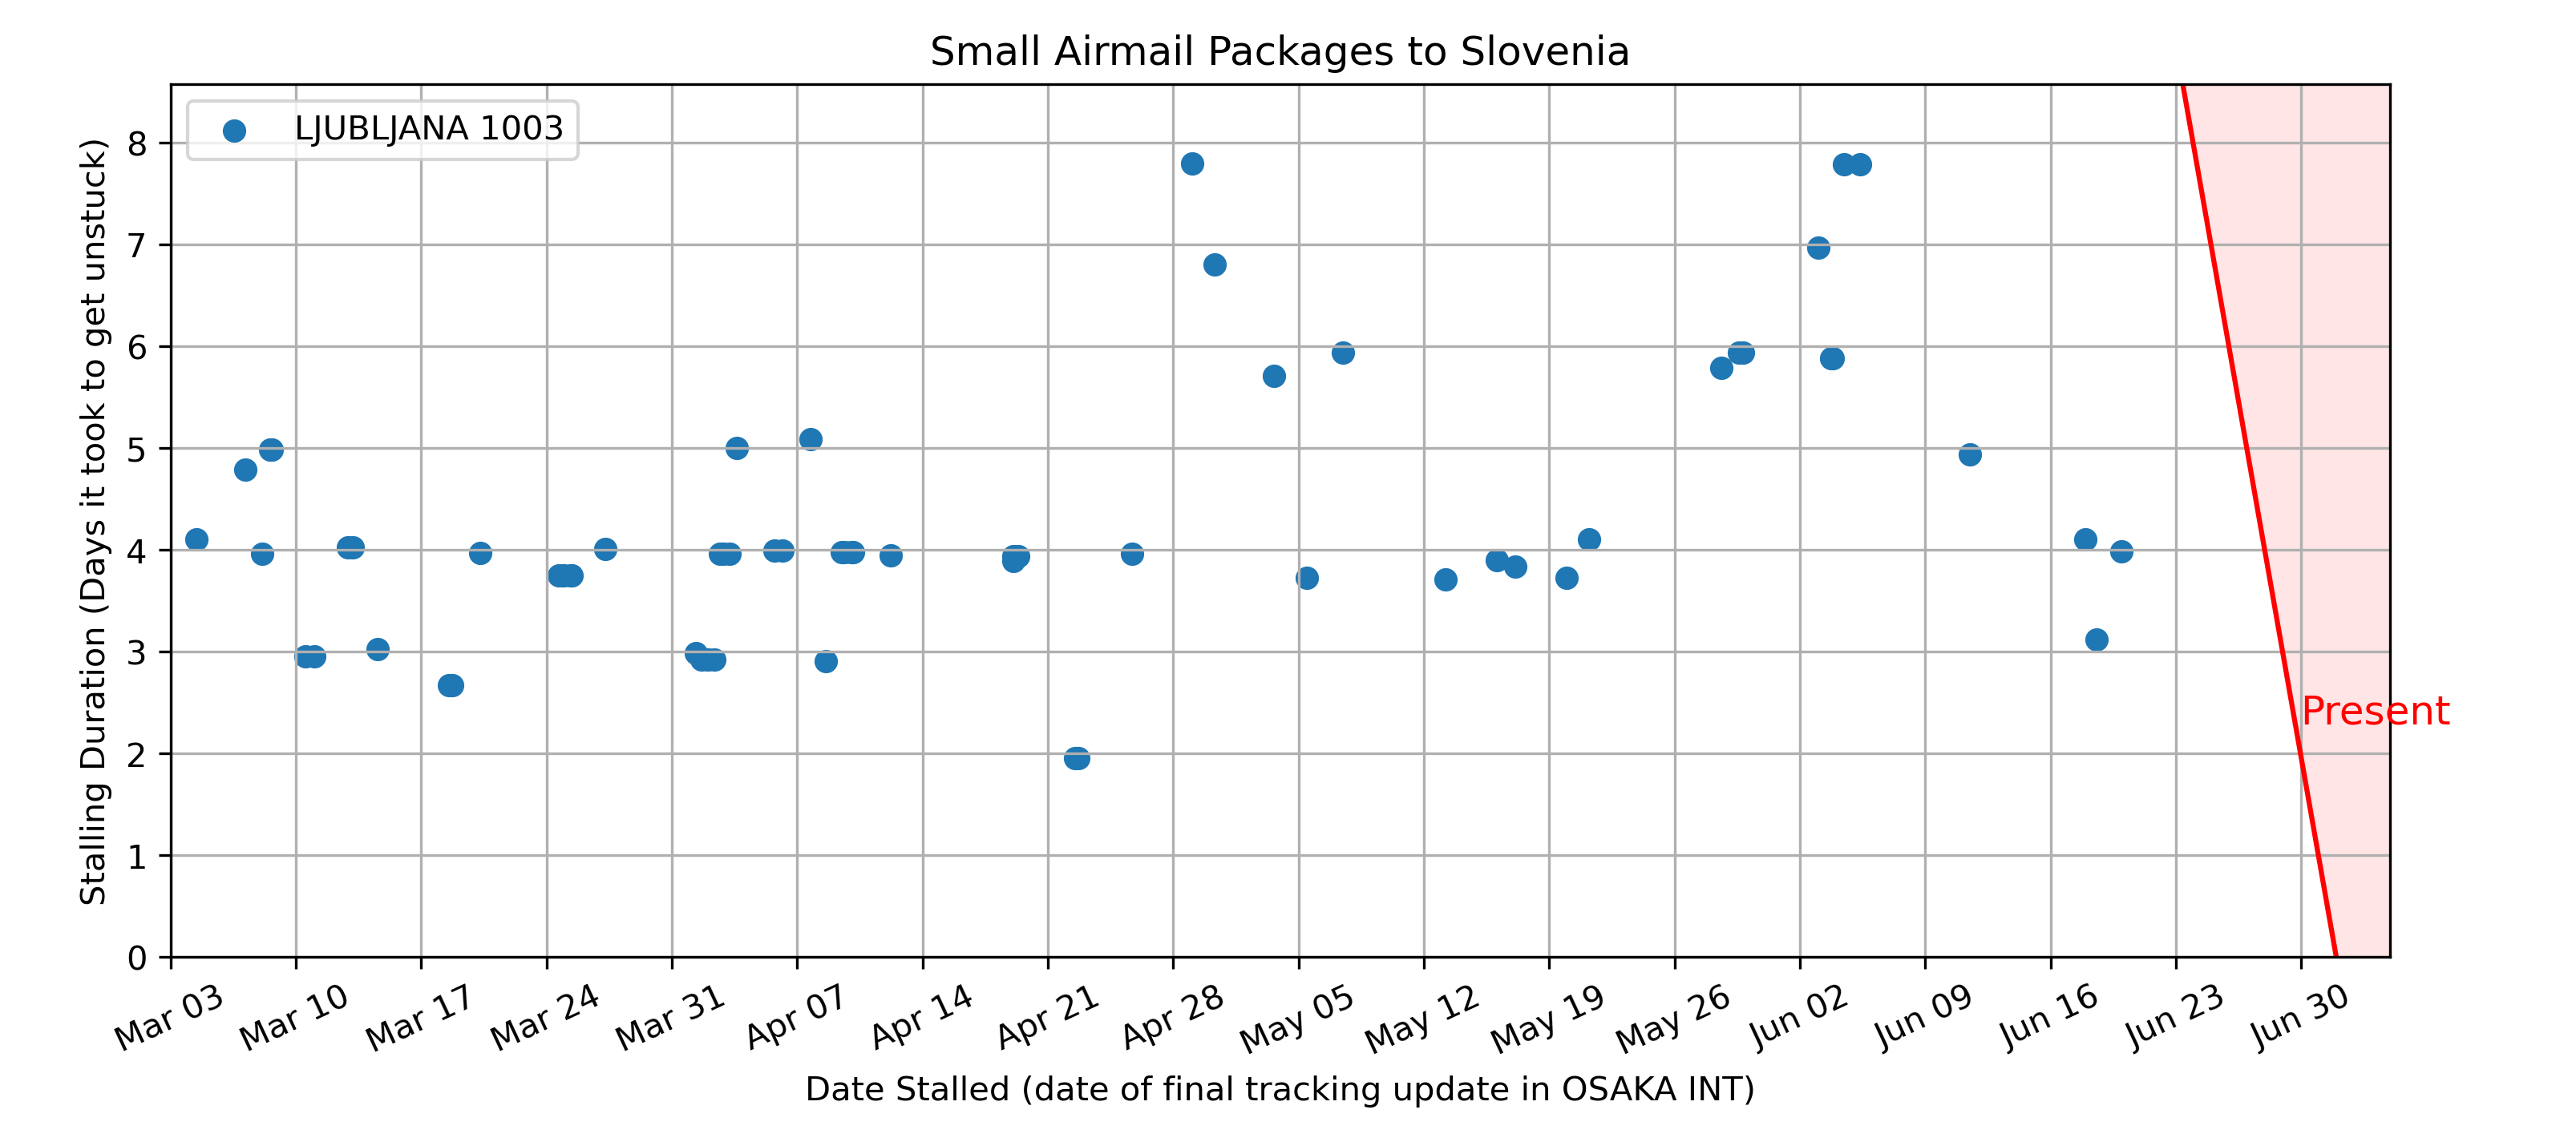 Small Airmail Packages to Slovenia
LJUBLJANA 1003
Stalling Duration (Days it took to get unstuck)
8
7
6
5
4
3
2
1
0
Present
Mar 03 Mar 10 Mar 17 Mar 24 Mar 31 Apr 07 Apr 14 Apr 21 Apr 28 May 05 May 12 May 19 May 26 Jun 02 Jun 09 Jun 16 Jun 23 Jun 30
Date Stalled (date of final tracking update in OSAKA INT)